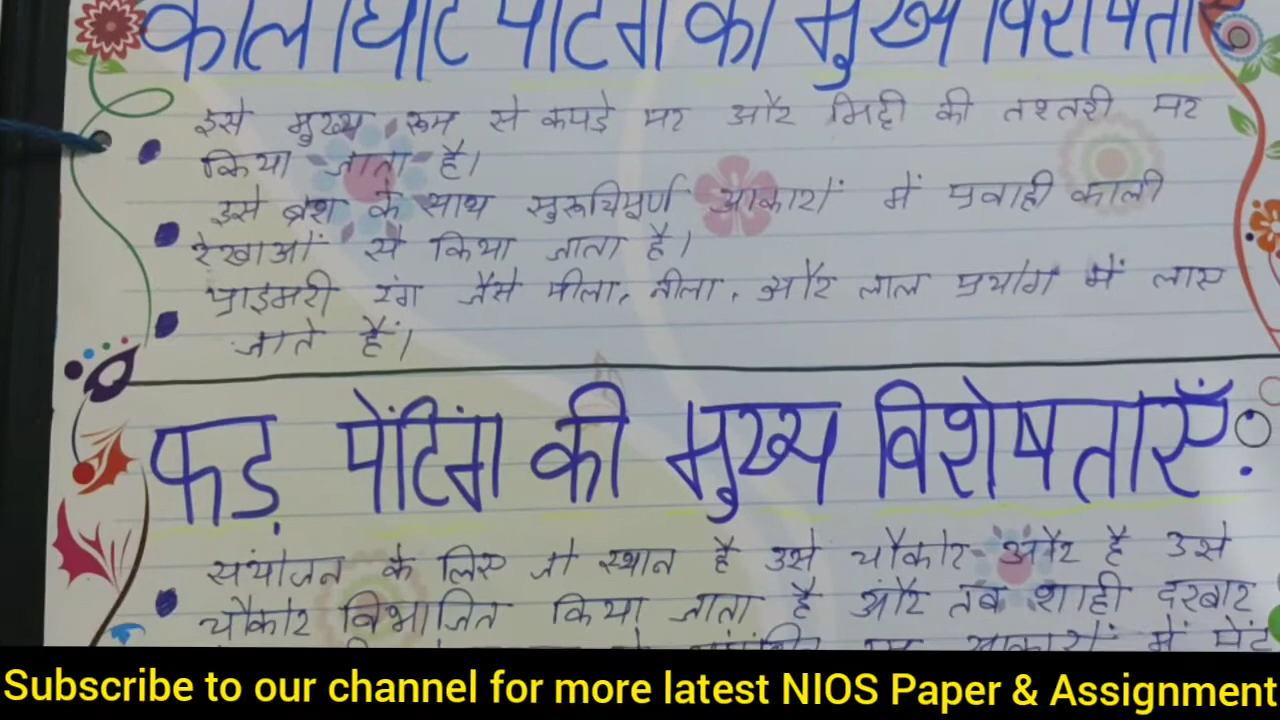 कालीघाट पेंटिंग की मुख्य विशेषताएँ
इसे मुख्य रूप से कपडे पर और मिट्टी की तश्तरी पर
किया जाता है।
इसे ब्रश के साथ सुरूचिपूर्ण आकारों में प्रवाही काली
रेखाओं से किया जाता है।
प्राइमरी रंग जैसे पीला, नीला, और लाल प्रयोग में लाए
जाते हैं।
फड़ पेंटिंग की मुख्य विशेषताएँ:
संयोजन के लिए जो स्थान है उसे चौकोर और है उसे
चौकोर विभाजित किया जाता है और तब शाही दरबार
आकारों में पेंट
Subscribe to our channel for more latest NIOS Paper & Assignment